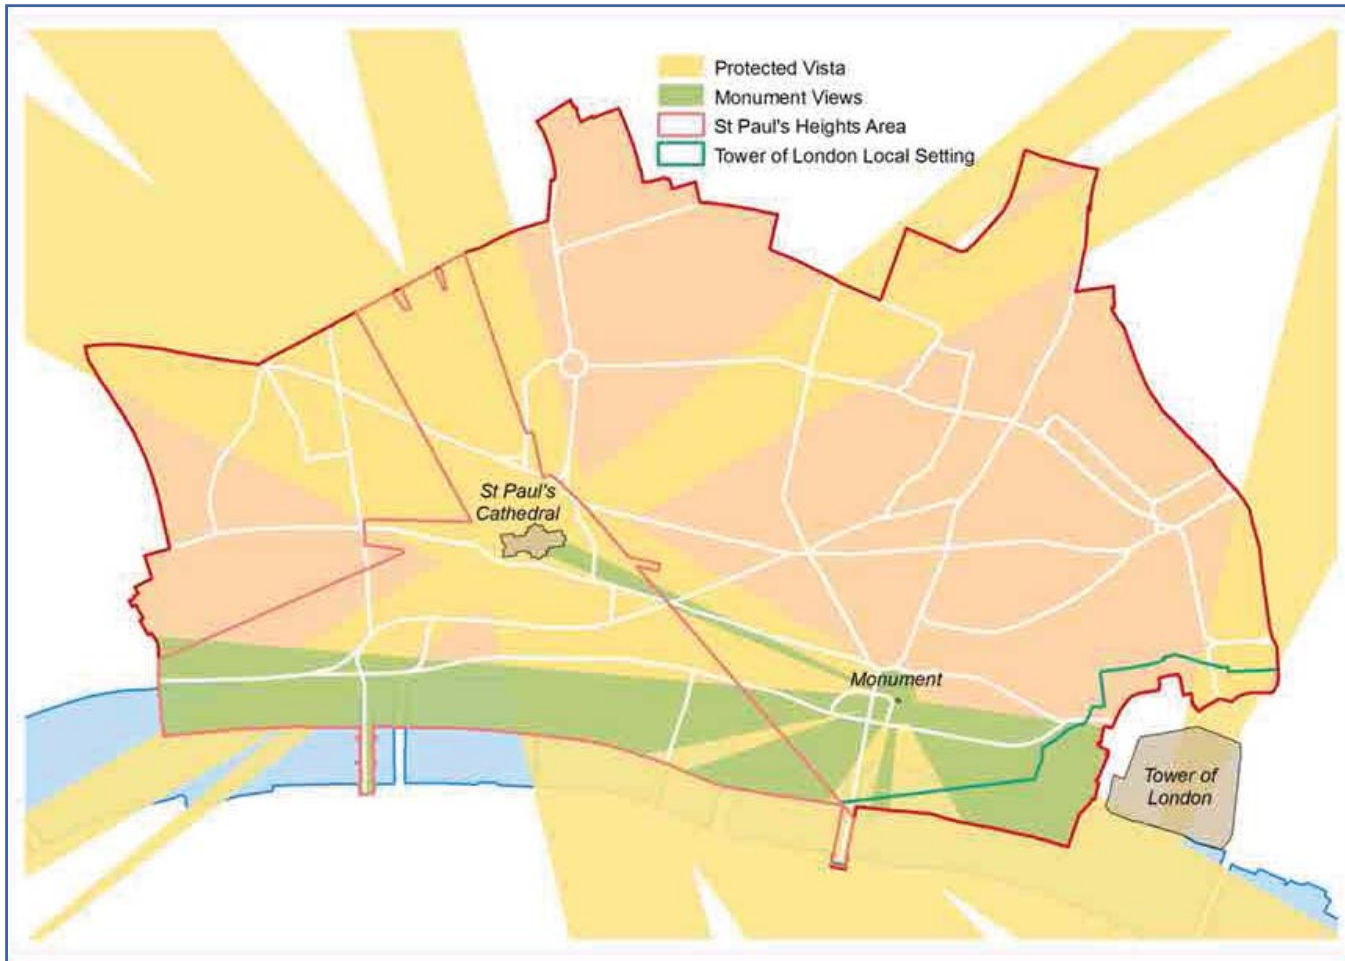 Protected Vista
Monument Views
St Paul's Heights Area
Tower of London Local Setting
St Paul's
Cathedral
Monument
Tower of
London